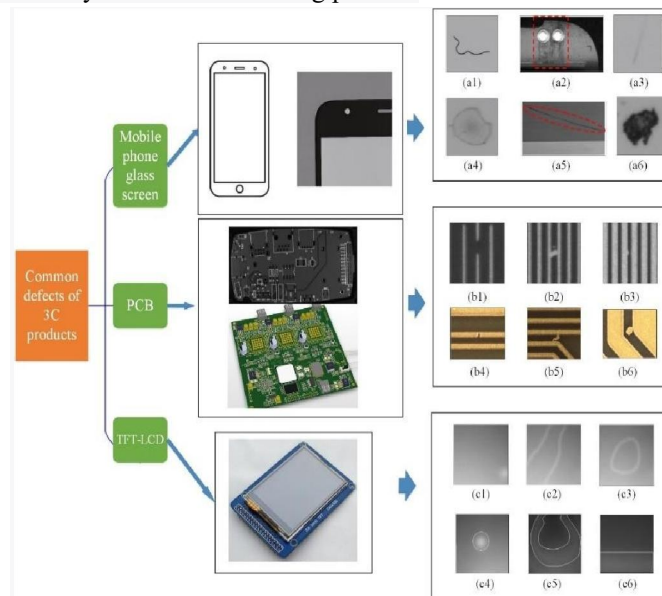 Common
defects of
3C
products
Mobile
phone
glass
screen
PCB
TFT-LCD
(a1)
(a2)
(a3)
(a4)
(a5)
(a6)
(b1)
(b2)
(b3)
(b4)
(b5)
(b6)
(c1)
(c2)
(c3)
(c4)
(c5)
(c6)